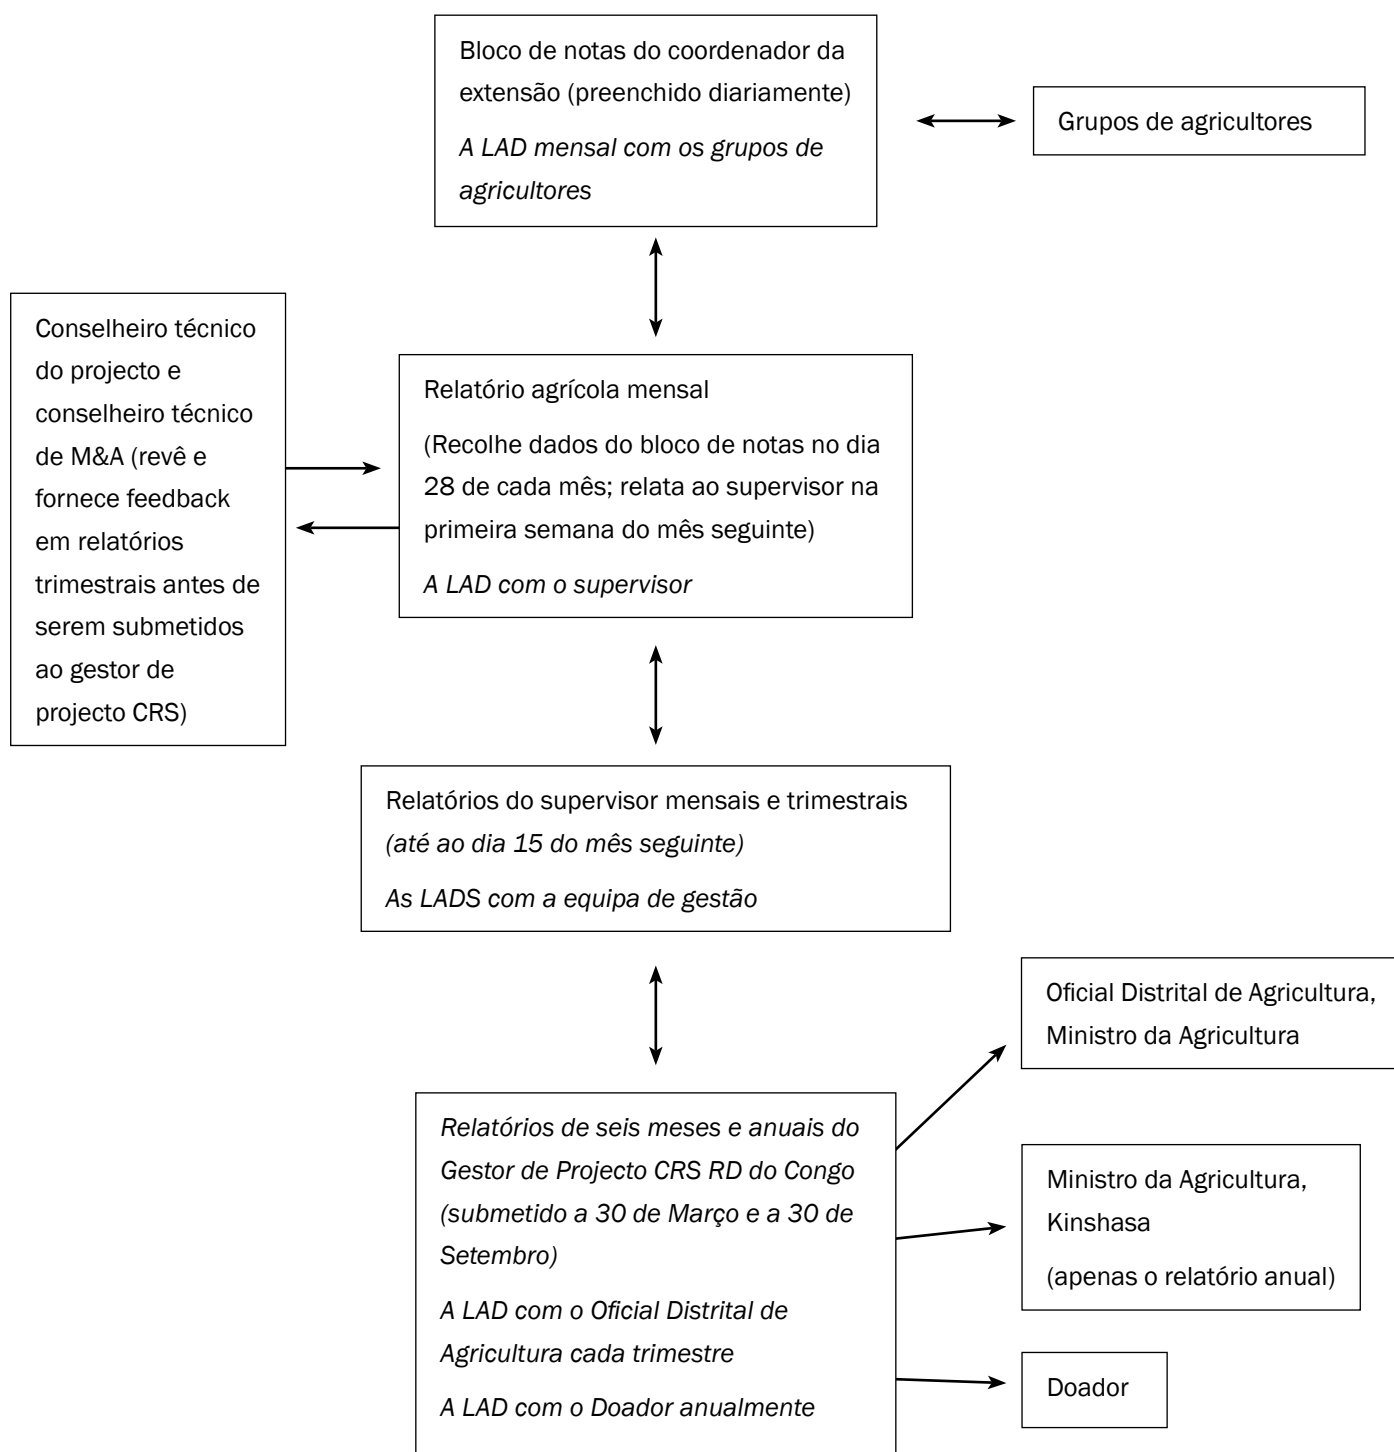 Bloco de notas do coordenador da
extensão (preenchido diariamente)
A LAD mensal com os grupos de
agricultores
Grupos de agricultores
Conselheiro técnico
do projecto e
conselheiro técnico
de M&A (revê e
fornece feedback
em relatórios
trimestrais antes de
serem submetidos
ao gestor de
projecto CRS)
Relatório agrícola mensal
(Recolhe dados do bloco de notas no dia
28 de cada mês; relata ao supervisor na
primeira semana do mês seguinte)
A LAD com o supervisor
Relatórios do supervisor mensais e trimestrais
(até ao dia 15 do mês seguinte)
As LADS com a equipa de gestão
Relatórios de seis meses e anuais do
Gestor de Projecto CRS RD do Congo
(submetido a 30 de Março e a 30 de
Setembro)
A LAD com o Oficial Distrital de
Agricultura cada trimestre
A LAD com o Doador anualmente
Oficial Distrital de Agricultura,
Ministro da Agricultura
Ministro da Agricultura,
Kinshasa
(apenas o relatório anual)
Doador